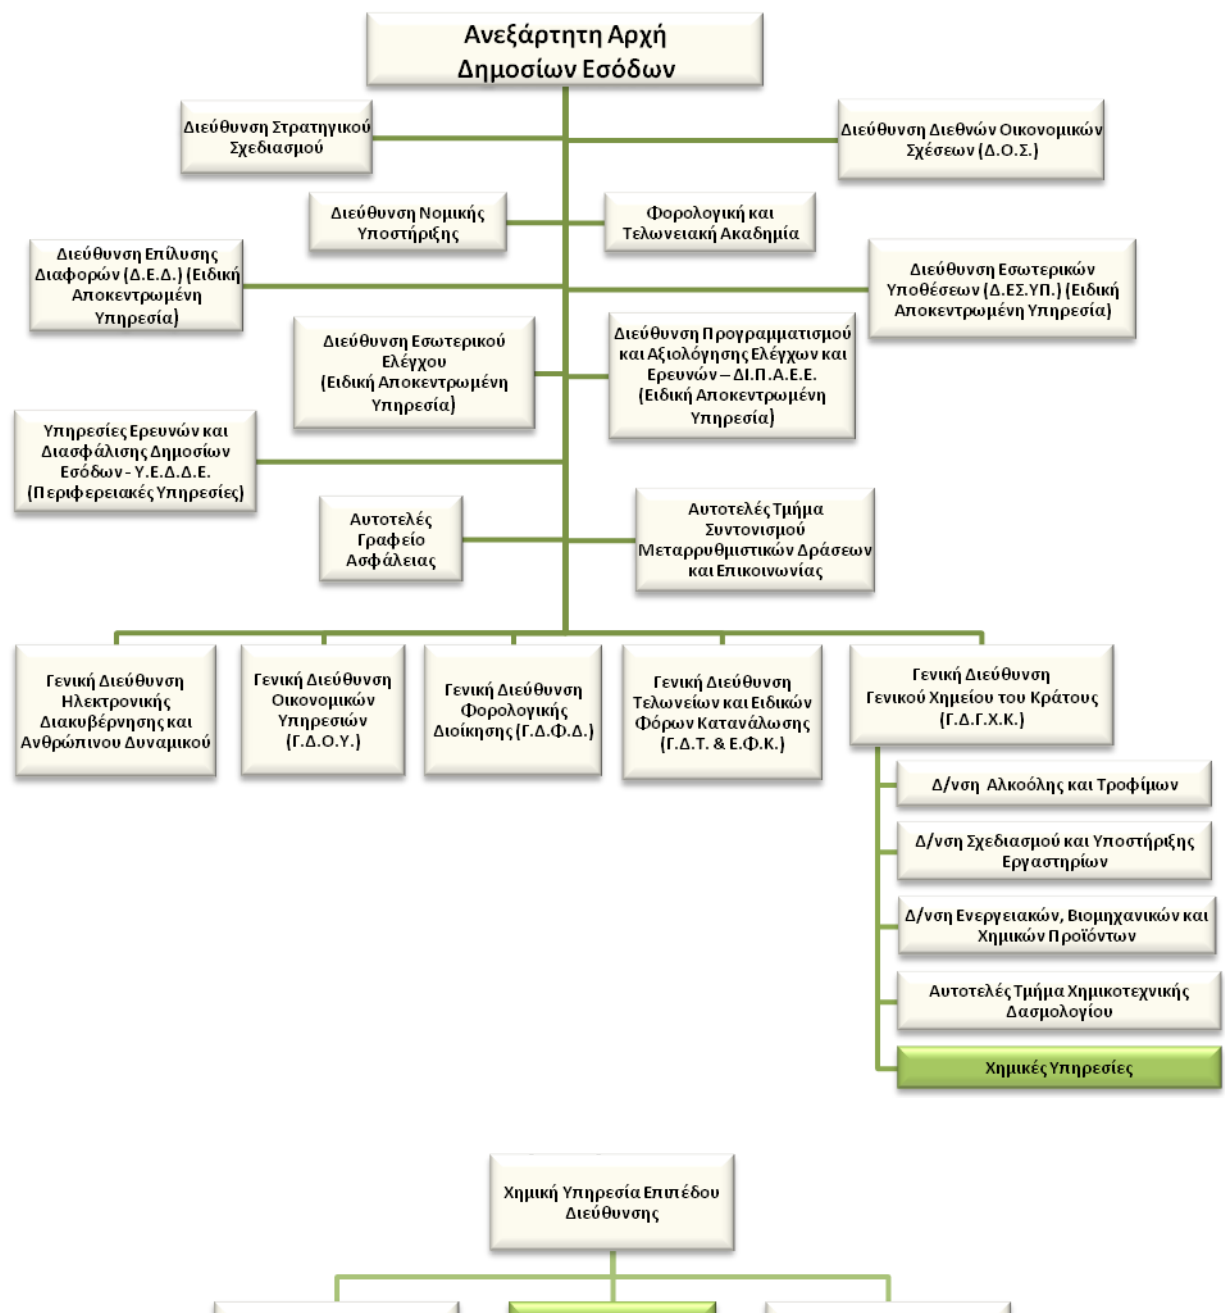 Ανεξάρτητη Αρχή
Δημοσίων Εσόδων
Διεύθυνση Στρατηγικού
Σχεδιασμού
Διεύθυνση Διεθνών Οικονομικών
Σχέσεων (Δ.Ο.Σ.)
Διεύθυνση Νομικής
Υποστήριξης
Φορολογική και
Τελωνειακή Ακαδημία
Διεύθυνση Επίλυσης
Διαφορών (Δ.Ε.Δ.) (Ειδική
Αποκεντρωμένη
Υπηρεσία)
Διεύθυνση Εσωτερικών
Υποθέσεων (Δ.ΕΣ.ΥΠ.) (Ειδική
Αποκεντρωμένη Υπηρεσία)
Διεύθυνση Εσωτερικού
Ελέγχου
(Ειδική Αποκεντρωμένη
Υπηρεσία)
Διεύθυνση Προγραμματισμού
και Αξιολόγησης Ελέγχων και
Ερευνών – ΔΙ.Π.Α.Ε.Ε.
(Ειδική Αποκεντρωμένη
Υπηρεσία)
Υπηρεσίες Ερευνών και
Διασφάλισης Δημοσίων
Εσόδων - Υ.Ε.Δ.Δ.Ε.
(Περιφερειακές Υπηρεσίες)
Αυτοτελές
Γραφείο
Ασφάλειας
Αυτοτελές Τμήμα
Συντονισμού
Μεταρρυθμιστικών Δράσεων
και Επικοινωνίας
Γενική Διεύθυνση
Ηλεκτρονικής
Διακυβέρνησης και
Ανθρώπινου Δυναμικού
Γενική Διεύθυνση
Οικονομικών
Υπηρεσιών
(Γ.Δ.Ο.Υ.)
Γενική Διεύθυνση
Φορολογικής
Διοίκησης (Γ.Δ.Φ.Δ.)
Γενική Διεύθυνση
Τελωνείων και Ειδικών
Φόρων Κατανάλωσης
(Γ.Δ.Τ. & Ε.Φ.Κ.)
Γενική Διεύθυνση
Γενικού Χημείου του Κράτους
(Γ.Δ.Γ.Χ.Κ.)
Δ/νση Αλκοόλης και Τροφίμων
Δ/νση Σχεδιασμού και Υποστήριξης
Εργαστηρίων
Δ/νση Ενεργειακών, Βιομηχανικών και
Χημικών Προϊόντων
Αυτοτελές Τμήμα Χημικοτεχνικής
Δασμολογίου
Χημικές Υπηρεσίες
Χημική Υπηρεσία Επιπέδου
Διεύθυνσης